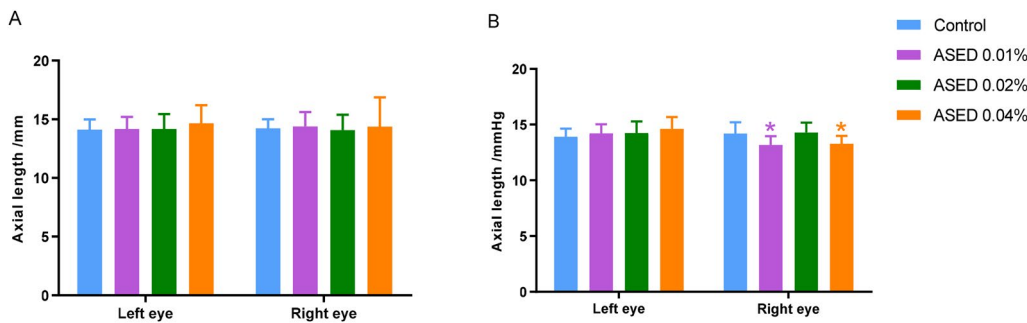 A
Axial length /mm
20
15
10
5
0
Left eye
Right eye
B
Axial length /mmHg
20
15
10
5
0
*
*
Left eye
Right eye
Control
ASED 0.01%
ASED 0.02%
ASED 0.04%